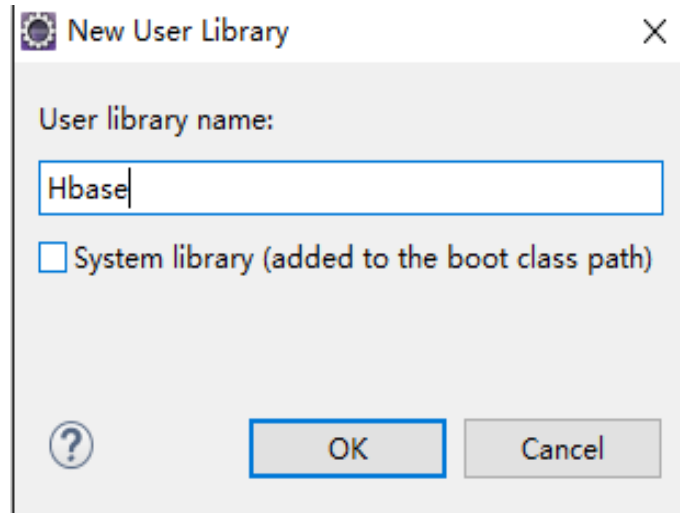 New User Library
User library name:
Hbase
System library (added to the boot class path)
?
OK
Cancel